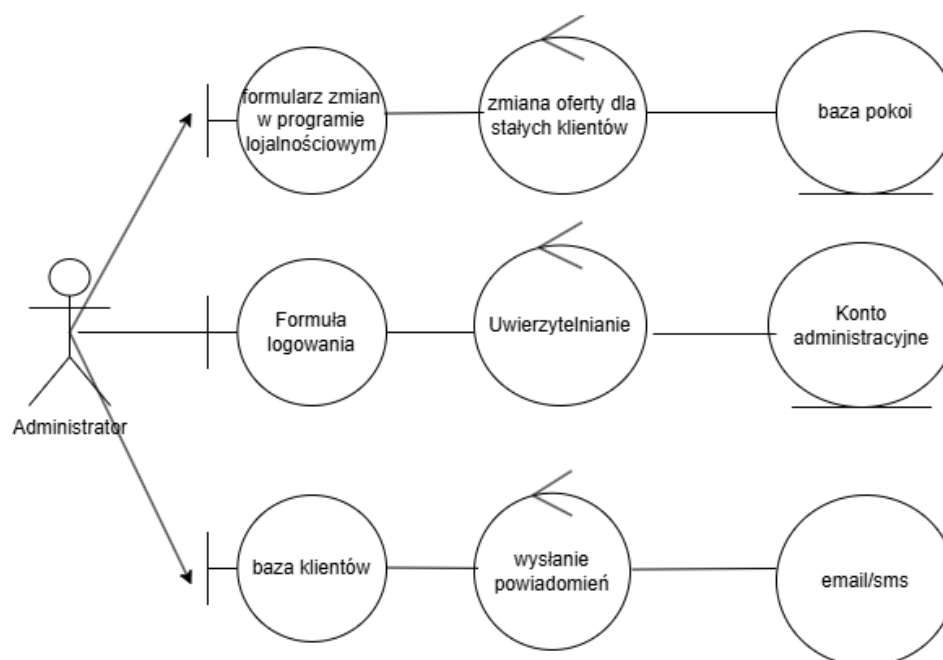 formularz zmian
w programie
lojalnościowym
zmiana oferty dla
stałych klientów
baza pokoi
Formuła
logowania
Uwierzytelnianie
Konto
administracyjne
Administrator
baza klientów
wysłanie
powiadomień
email/sms